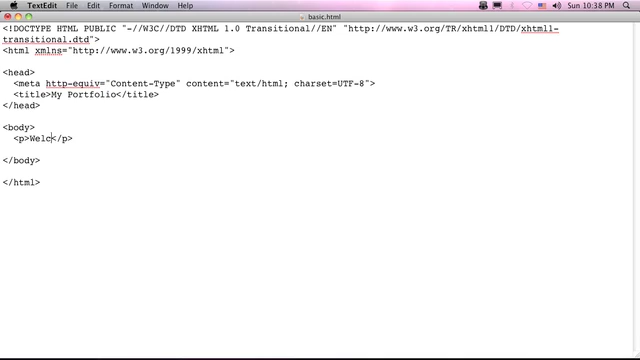 TextEdit File Edit Format Window Help Sun 10:38 PM
basic.html
<!DOCTYPE HTML PUBLIC "-//W3C//DTD XHTML 1.0 Transitional//EN" "http://www.w3.org/TR/xhtml1/DTD/xhtml1-
transitional.dtd">
<html xmlns="http://www.w3.org/1999/xhtml">
<head>
<meta http-equiv="Content-Type" content="text/html; charset=UTF-8">
<title>My Portfolio</title>
</head>
<body>
<p>Welc</p>
</body>
</html>